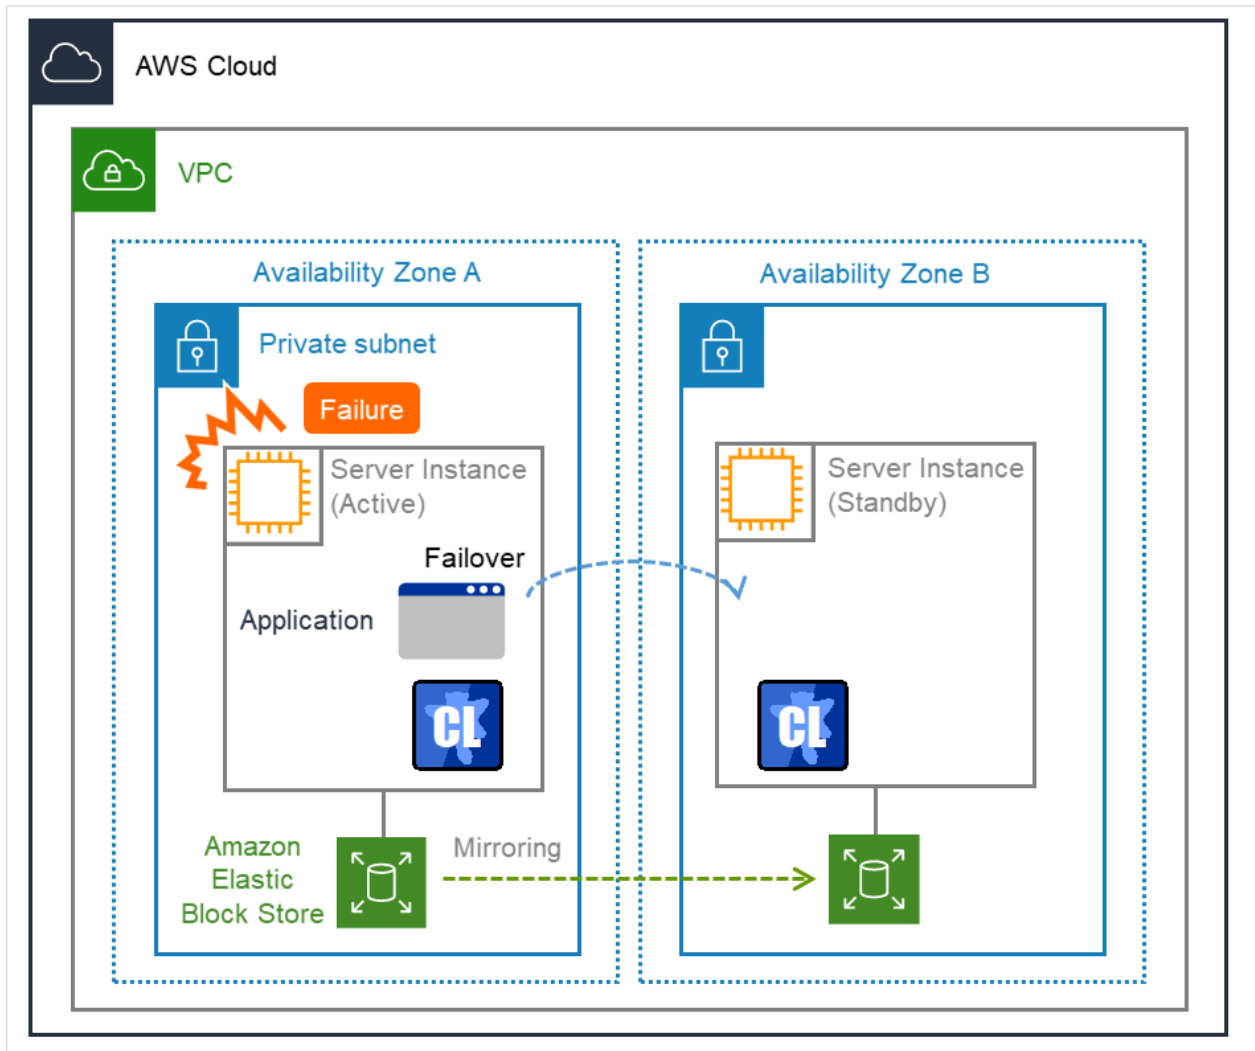 AWS Cloud
VPC
Availability Zone A
Private subnet
Failure
Server Instance
(Active)
Failover
Application
CL
Amazon
Elastic
Block Store
Mirroring
Availability Zone B
Server Instance
(Standby)
CL